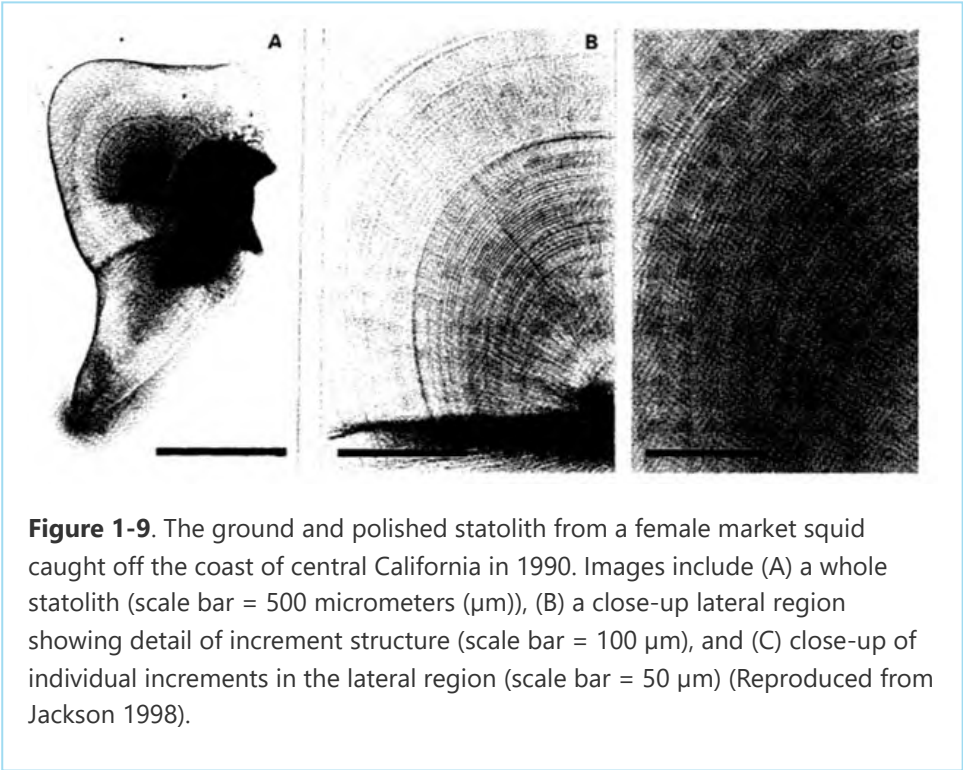 A
B
C
Figure 1-9. The ground and polished statolith from a female market squid
caught off the coast of central California in 1990. Images include (A) a whole
statolith (scale bar = 500 micrometers (µm)), (B) a close-up lateral region
showing detail of increment structure (scale bar = 100 µm), and (C) close-up of
individual increments in the lateral region (scale bar = 50 µm) (Reproduced from
Jackson 1998).